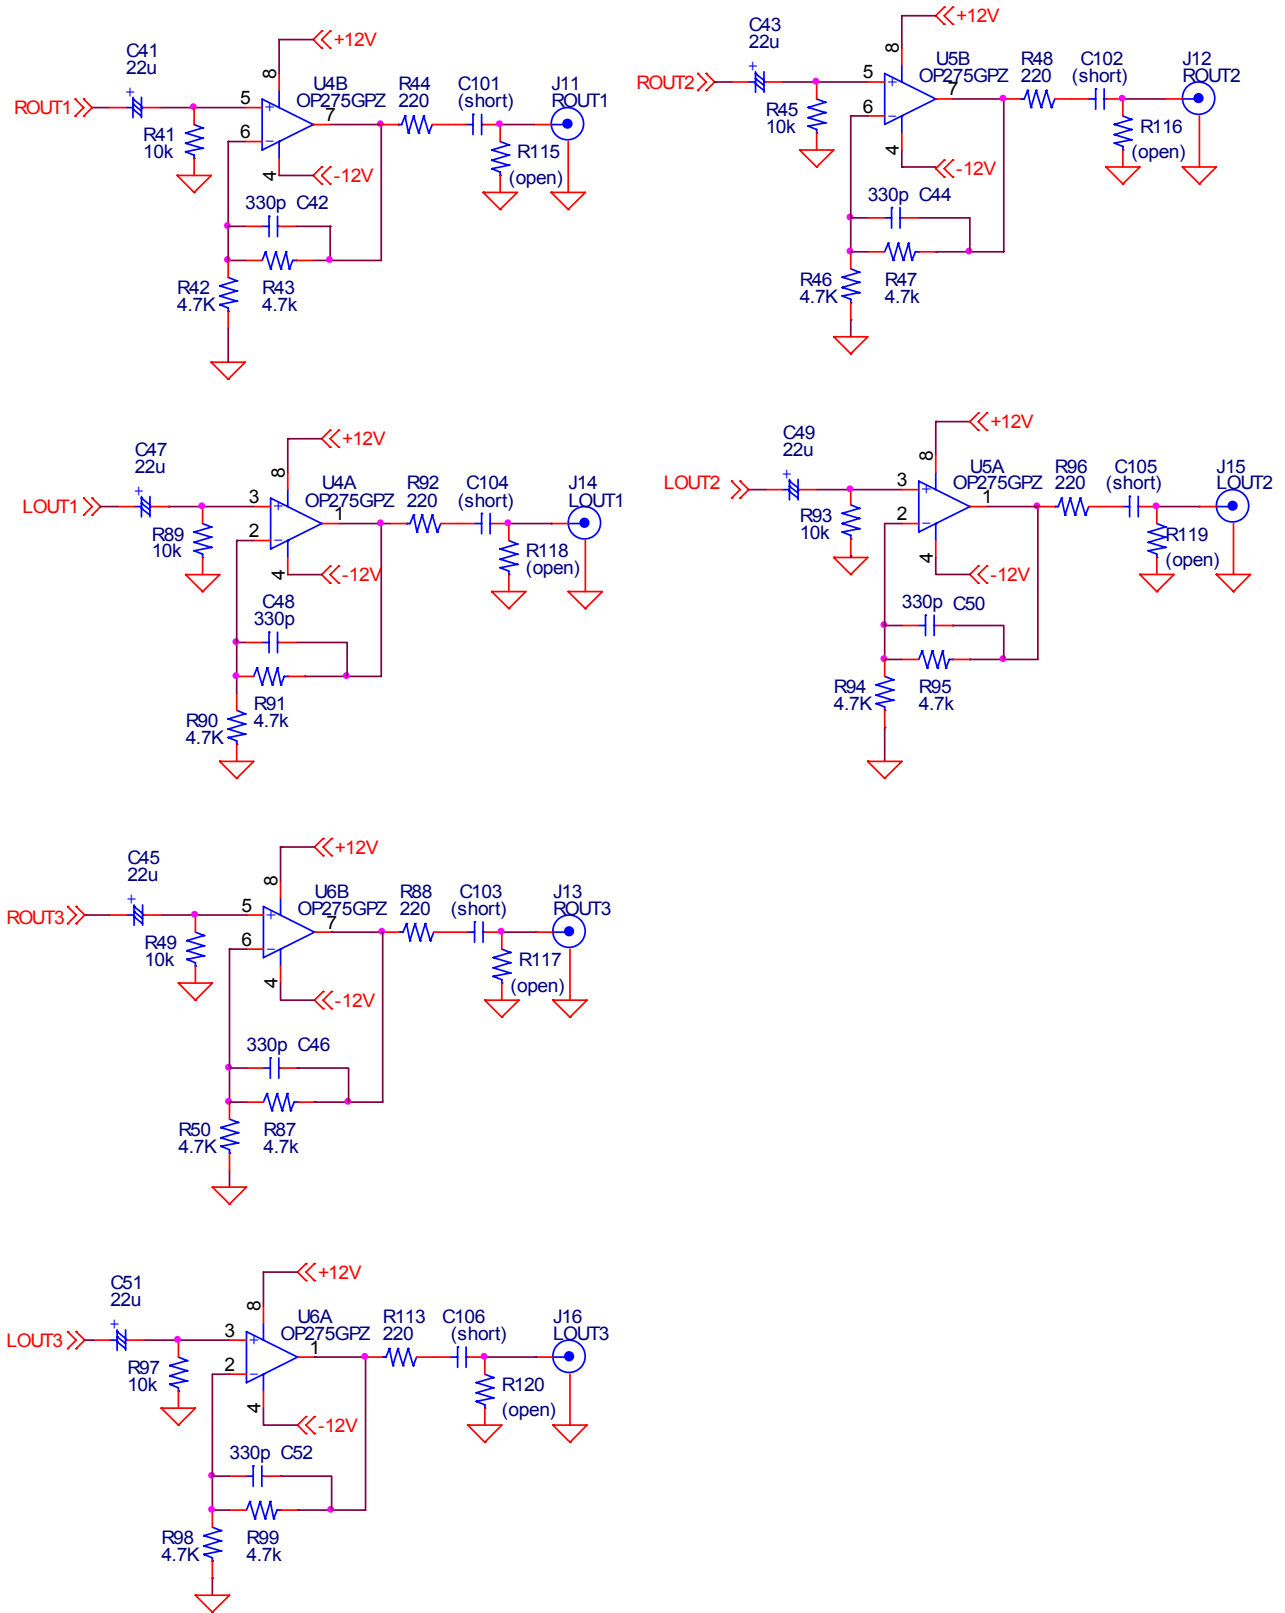 +12V
C41
22u
ROUT1
8
U4B
OP275GPZ
5
+
6
-
7
4
-12V
R41
10k
R44
220
C101
(short)
J11
ROUT1
R115
(open)
330p C42
R42
4.7K
R43
4.7k
+12V
C43
22u
ROUT2
8
U5B
OP275GPZ
5
+
6
-
7
4
-12V
R45
10k
R48
220
C102
(short)
J12
ROUT2
R116
(open)
330p C44
R46
4.7K
R47
4.7k
+12V
C47
22u
LOUT1
8
U4A
OP275GPZ
3
+
2
-
1
4
-12V
R89
10k
R92
220
C104
(short)
J14
LOUT1
R118
(open)
C48
330p
R90
4.7K
R91
4.7k
+12V
C49
22u
LOUT2
8
U5A
OP275GPZ
3
+
2
-
1
4
-12V
R93
10k
R96
220
C105
(short)
J15
LOUT2
R119
(open)
330p C50
R94
4.7K
R95
4.7k
+12V
C45
22u
ROUT3
8
U6B
OP275GPZ
5
+
6
-
7
4
-12V
R49
10k
R88
220
C103
(short)
J13
ROUT3
R117
(open)
330p C46
R50
4.7K
R87
4.7k
+12V
C51
22u
LOUT3
8
U6A
OP275GPZ
3
+
2
-
1
4
-12V
R97
10k
R113
220
C106
(short)
J16
LOUT3
R120
(open)
330p C52
R98
4.7K
R99
4.7k